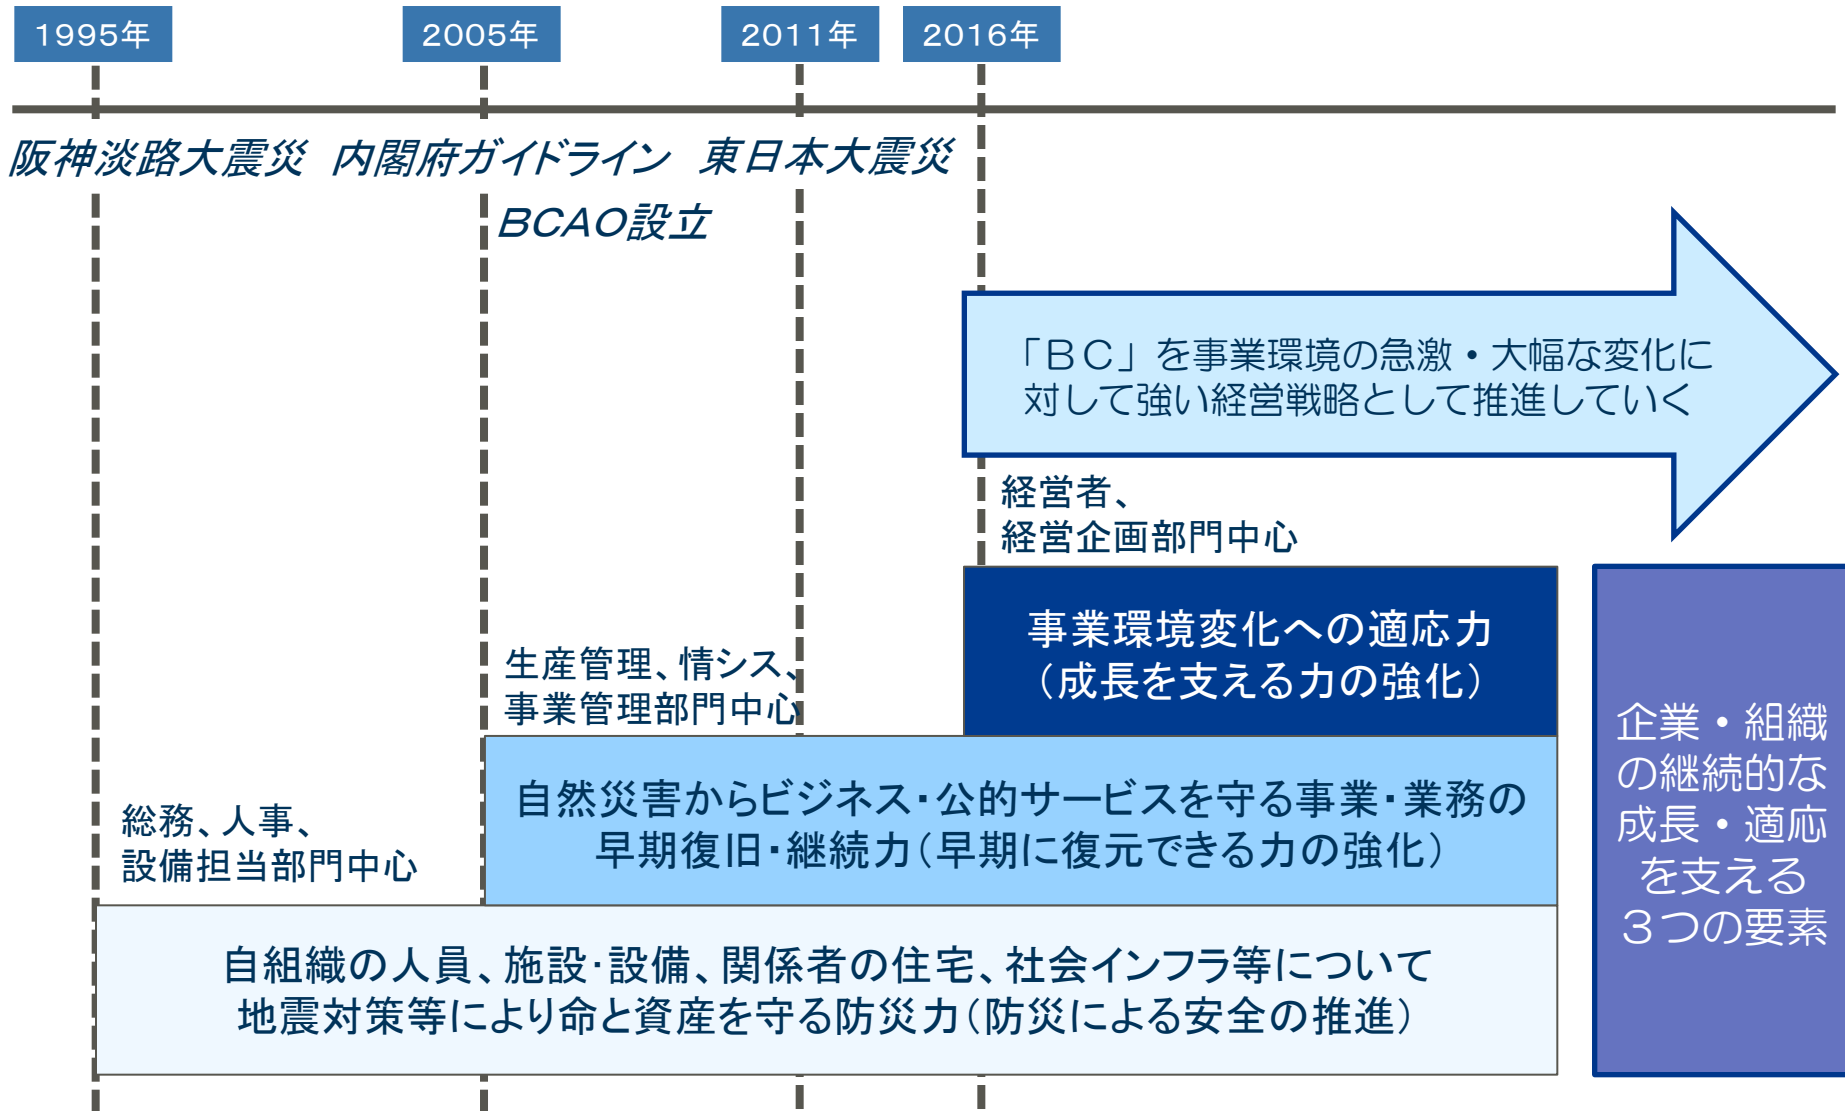 1995年
2005年
2011年
2016年
阪神淡路大震災
内閣府ガイドライン
東日本大震災
BCAO設立
「BC」を事業環境の急激・大幅な変化に
対して強い経営戦略として推進していく
経営者、
経営企画部門中心
事業環境変化への適応力
（成長を支える力の強化）
生産管理、情シス、
事業管理部門中心
自然災害からビジネス・公的サービスを守る事業・業務の
早期復旧・継続力（早期に復元できる力の強化）
総務、人事、
設備担当部門中心
自組織の人員、施設・設備、関係者の住宅、社会インフラ等について
地震対策等により命と資産を守る防災力（防災による安全の推進）
企業・組織
の継続的な
成長・適応
を支える
３つの要素